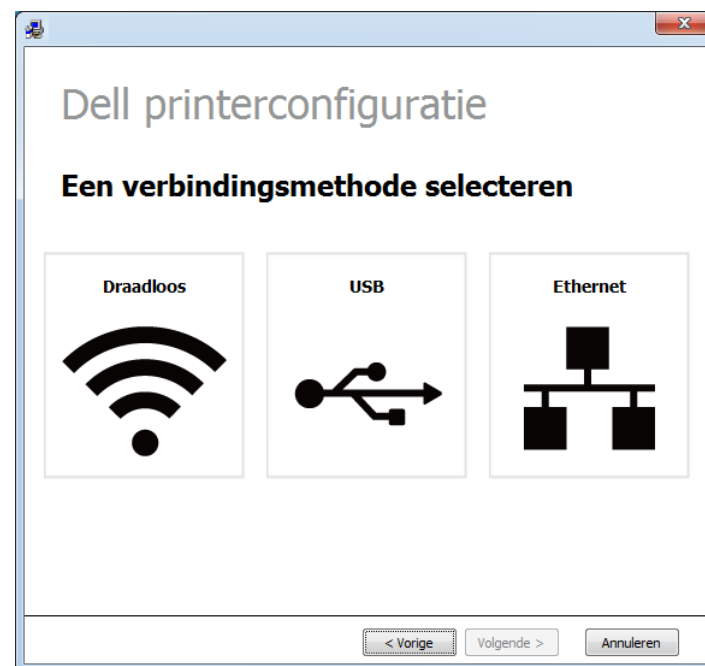 Dell printerconfiguratie
Een verbindingsmethode selecteren
Draadloos USB Ethernet
< Vorige Volgende > Annuleren